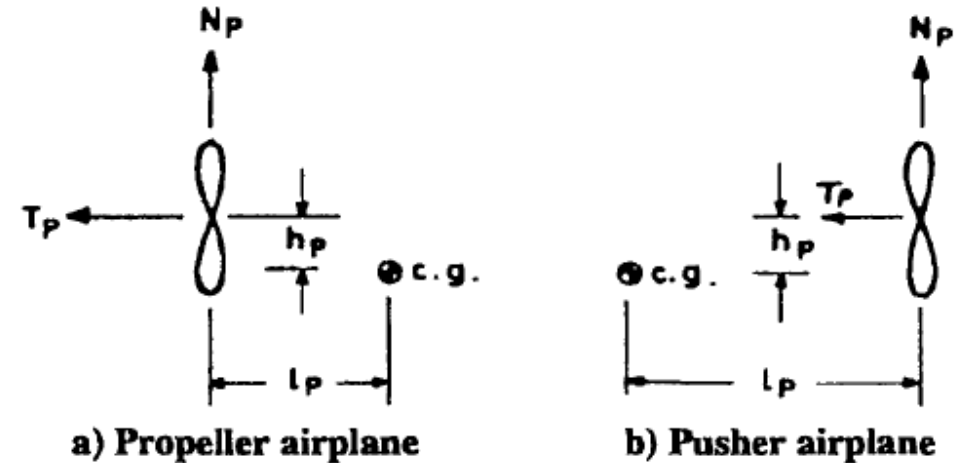 Np
Tp
hp
c.g.
lp
a) Propeller airplane
Np
Tp
hp
c.g.
lp
b) Pusher airplane